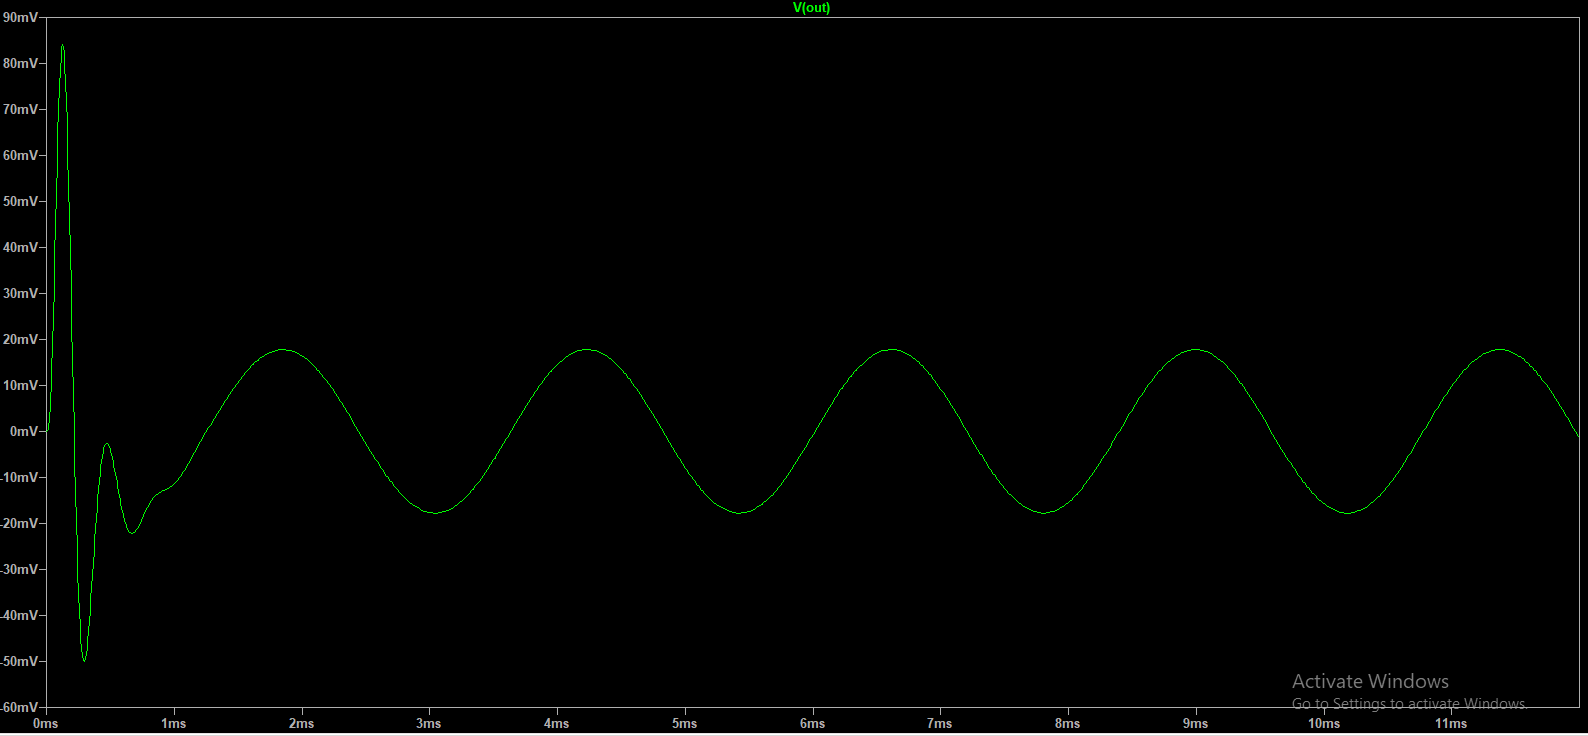 V(out)
90mV
80mV
70mV
60mV
50mV
40mV
30mV
20mV
10mV
0mV
-10mV
-20mV
-30mV
-40mV
-50mV
-60mV
0ms 1ms 2ms 3ms 4ms 5ms 6ms 7ms 8ms 9ms 10ms 11ms
Activate Windows
Go to Settings to activate Windows.